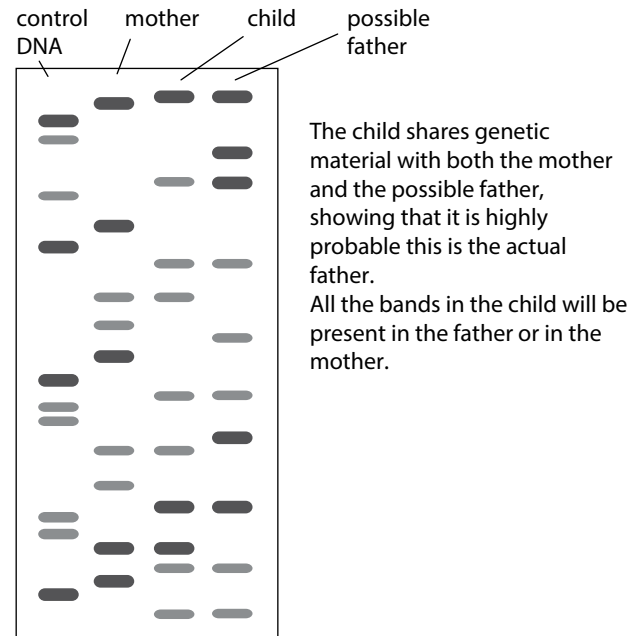 control mother child possible
DNA father
The child shares genetic
material with both the mother
and the possible father,
showing that it is highly
probable this is the actual
father.
All the bands in the child will be
present in the father or in the
mother.